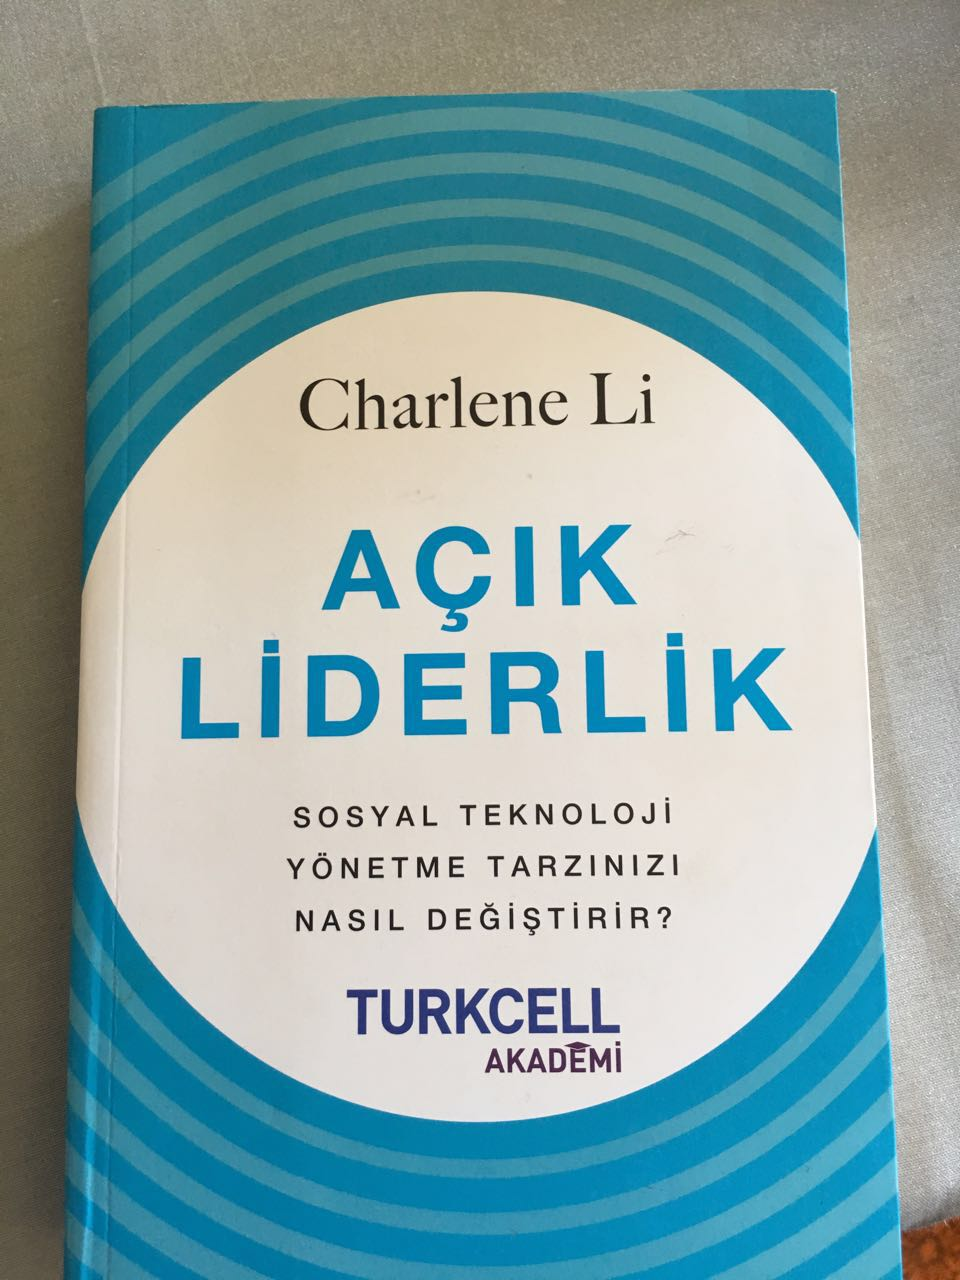 Charlene Li
AÇIK
LİDERLİK
SOSYAL TEKNOLOJİ
YÖNETME TARZINIZI
NASIL DEĞİŞTİRİR?
TURKCELL
AKADEMİ